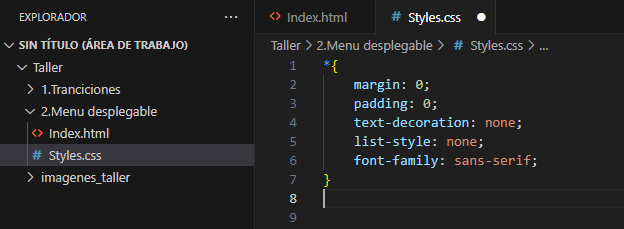 EXPLORADOR
SIN TÍTULO (ÁREA DE TRABAJO)
Taller
1.Tranciciones
2.Menu desplegable
<> Index.html
# Styles.css
imagenes_taller
<> Index.html
# Styles.css
Taller > 2.Menu desplegable > # Styles.css > ...
1 *{
2 margin: 0;
3 padding: 0;
4 text-decoration: none;
5 list-style: none;
6 font-family: sans-serif;
7 }
8
9